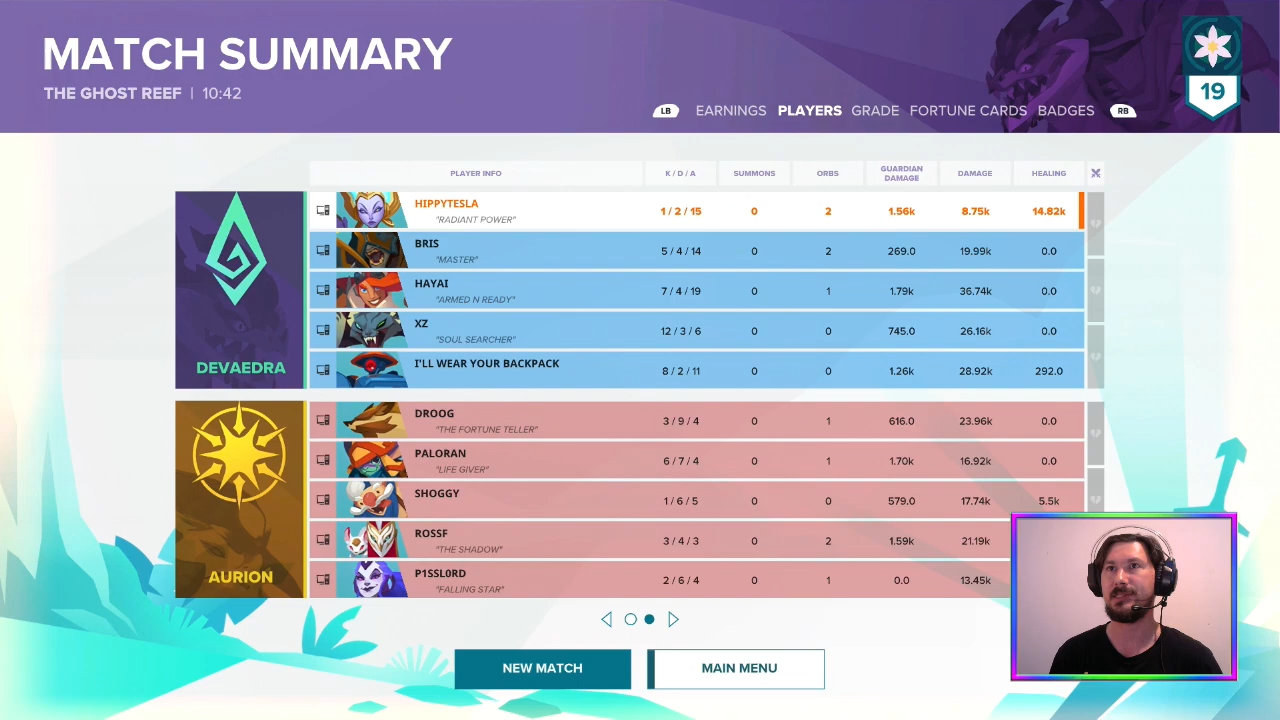 MATCH SUMMARY
THE GHOST REEF | 10:42
19
LB EARNINGS PLAYERS GRADE FORTUNE CARDS BADGES RB
PLAYER INFO K / D / A SUMMONS ORBS GUARDIAN DAMAGE DAMAGE HEALING
HIPPYTESLA
"RADIANT POWER"
1 / 2 / 15 0 2 1.56k 8.75k 14.82k
BRIS
"MASTER"
5 / 4 / 14 0 2 269.0 19.99k 0.0
HAYAI
"ARMED N READY"
7 / 4 / 19 0 1 1.79k 36.74k 0.0
XZ
"SOUL SEARCHER"
12 / 3 / 6 0 0 745.0 26.16k 0.0
I'LL WEAR YOUR BACKPACK
8 / 2 / 11 0 0 1.26k 28.92k 292.0
DEVAEDRA
DROOG
"THE FORTUNE TELLER"
3 / 9 / 4 0 1 616.0 23.96k 0.0
PALORAN
"LIFE GIVER"
6 / 7 / 4 0 1 1.70k 16.92k 0.0
SHOGGY
1 / 6 / 5 0 0 579.0 17.74k 5.5k
ROSSF
"THE SHADOW"
3 / 4 / 3 0 2 1.59k 21.19k
P1SSL0RD
"FALLING STAR"
2 / 6 / 4 0 1 0.0 13.45k
AURION
NEW MATCH MAIN MENU